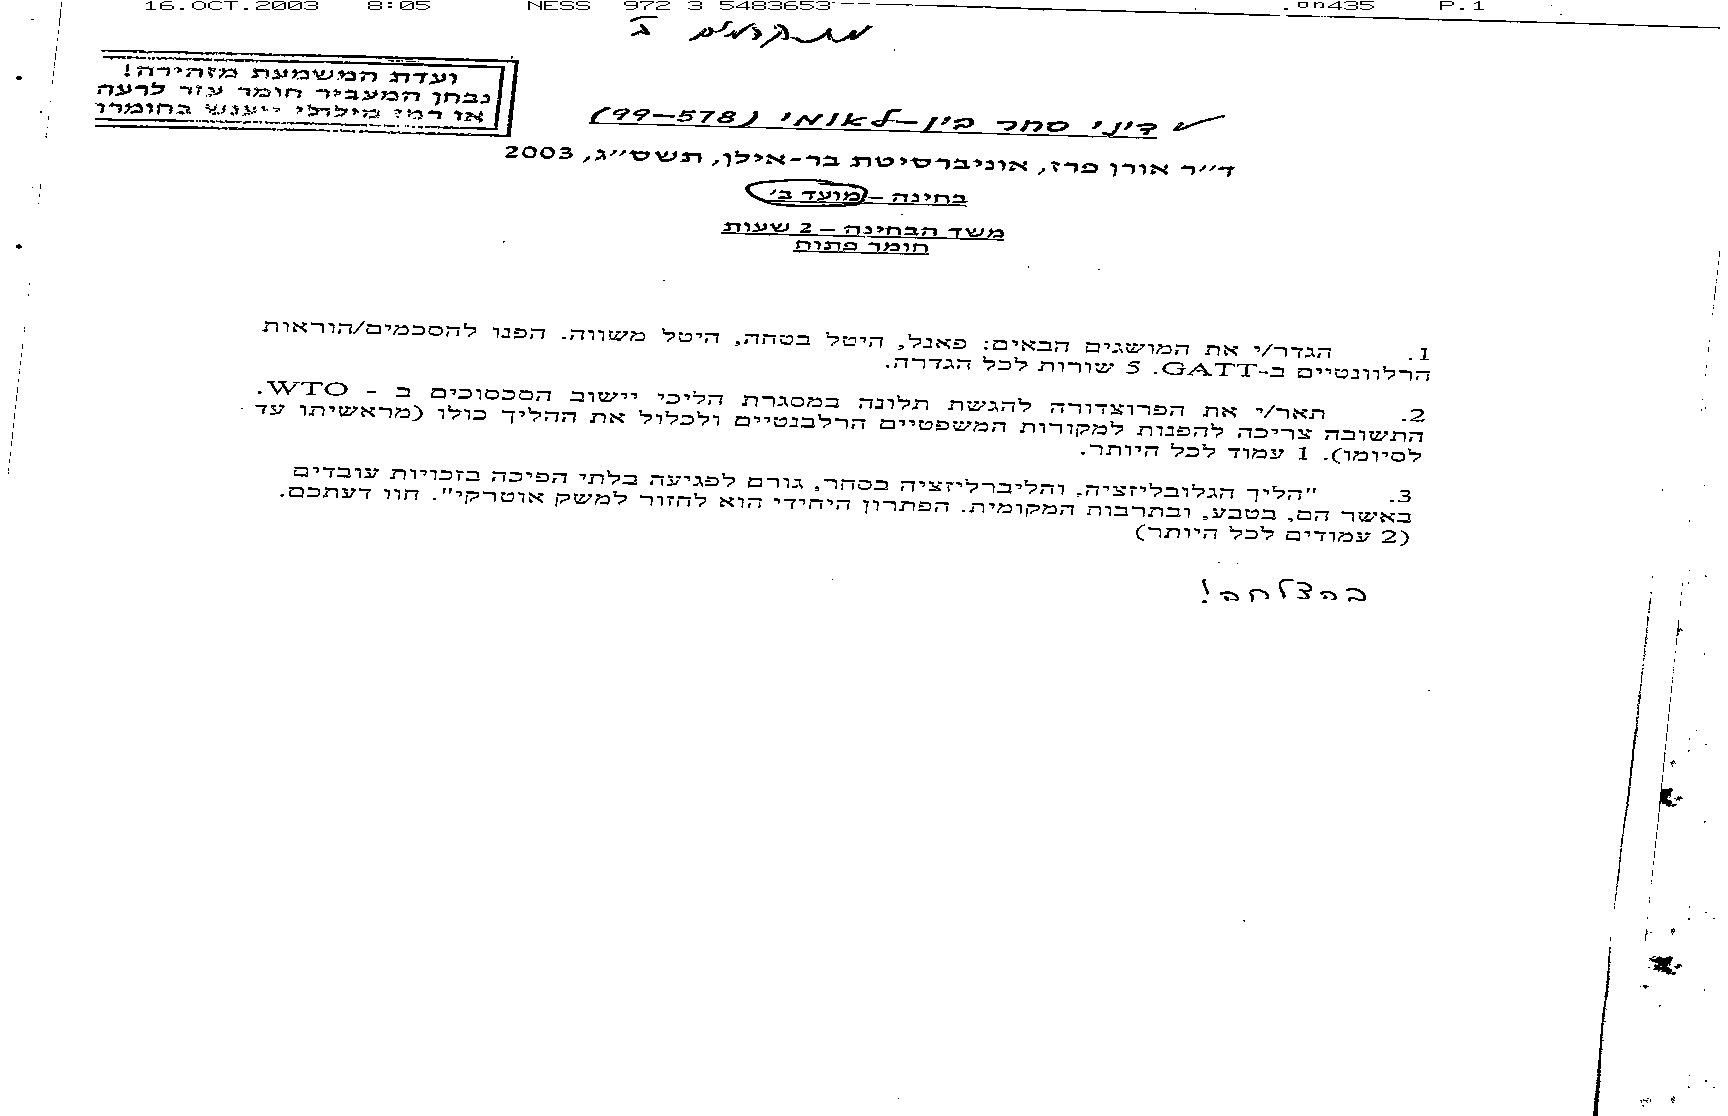 16.OCT.2003 8:05 NESS 972 3 5483653 P.1
מתקדמים ב
ועדת המשמעת מזהירה!
נבחן המעביר חומר עזר לרעהו
או רמז מילולי ייענש בחומרה
דיני סחר בין-לאומי (99-578)
ד״ר אורן פרז, אוניברסיטת בר-אילן, תשס״ג, 2003
בחינה - מועד ב׳
משך הבחינה - 2 שעות
חומר פתוח
1. הגדר/י את המושגים הבאים: פאנל, היטל בטחה, היטל משווה. הפנו להסכמים/הוראות
הרלוונטיים ב-GATT. 5 שורות לכל הגדרה.
2. תאר/י את הפרוצדורה להגשת תלונה במסגרת הליכי יישוב הסכסוכים ב - WTO.
התשובה צריכה להפנות למקורות המשפטיים הרלבנטיים ולכלול את ההליך כולו (מראשיתו עד
לסיומו). 1 עמוד לכל היותר.
3. "הליך הגלובליזציה, והליברליזציה בסחר, גורם לפגיעה בלתי הפיכה בזכויות עובדים
באשר הם, בטבע, ובתרבות המקומית. הפתרון היחידי הוא לחזור למשק אוטרקי". חוו דעתכם.
(2 עמודים לכל היותר)
בהצלחה!